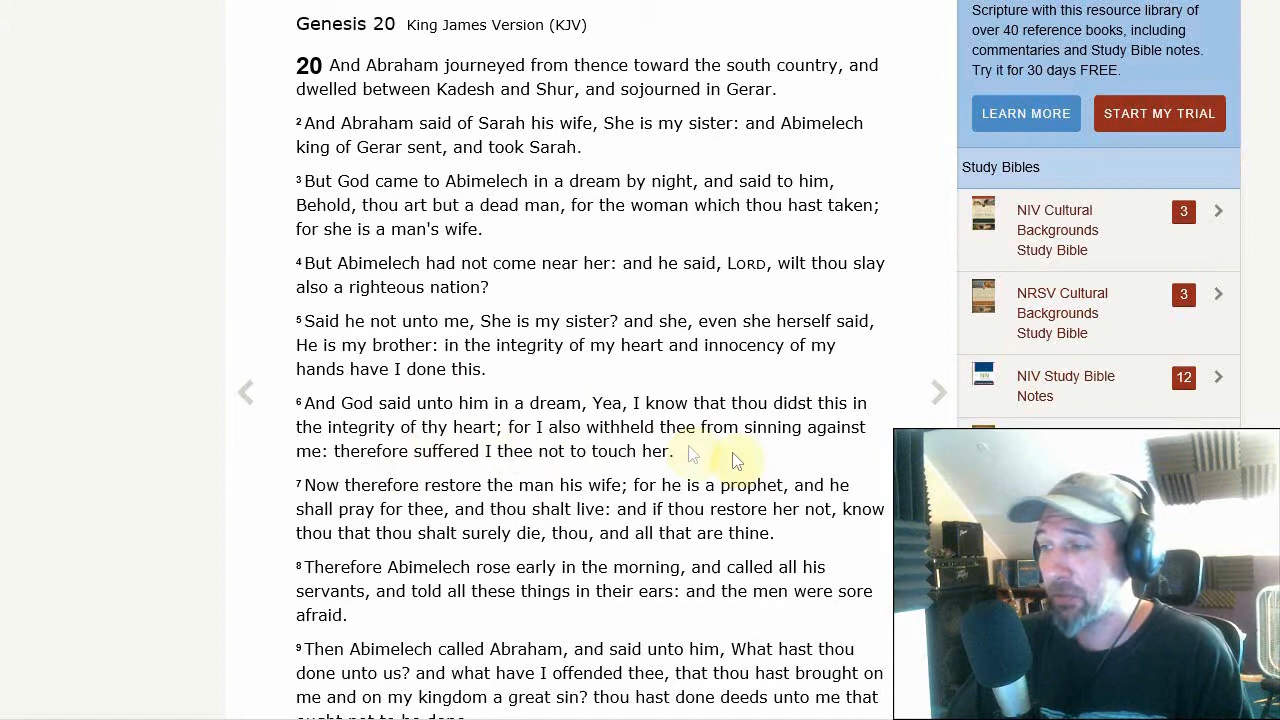 Genesis 20 King James Version (KJV)
20 And Abraham journeyed from thence toward the south country, and
dwelled between Kadesh and Shur, and sojourned in Gerar.
2 And Abraham said of Sarah his wife, She is my sister: and Abimelech
king of Gerar sent, and took Sarah.
3 But God came to Abimelech in a dream by night, and said to him,
Behold, thou art but a dead man, for the woman which thou hast taken;
for she is a man's wife.
4 But Abimelech had not come near her: and he said, LORD, wilt thou slay
also a righteous nation?
5 Said he not unto me, She is my sister? and she, even she herself said,
He is my brother: in the integrity of my heart and innocency of my
hands have I done this.
6 And God said unto him in a dream, Yea, I know that thou didst this in
the integrity of thy heart; for I also withheld thee from sinning against
me: therefore suffered I thee not to touch her.
7 Now therefore restore the man his wife; for he is a prophet, and he
shall pray for thee, and thou shalt live: and if thou restore her not, know
thou that thou shalt surely die, thou, and all that are thine.
8 Therefore Abimelech rose early in the morning, and called all his
servants, and told all these things in their ears: and the men were sore
afraid.
9 Then Abimelech called Abraham, and said unto him, What hast thou
done unto us? and what have I offended thee, that thou hast brought on
me and on my kingdom a great sin? thou hast done deeds unto me that
ought not to be done.
Scripture with this resource library of
over 40 reference books, including
commentaries and Study Bible notes.
Try it for 30 days FREE.
LEARN MORE START MY TRIAL
Study Bibles
NIV Cultural
Backgrounds
Study Bible
3
NRSV Cultural
Backgrounds
Study Bible
3
NIV Study Bible
Notes
12